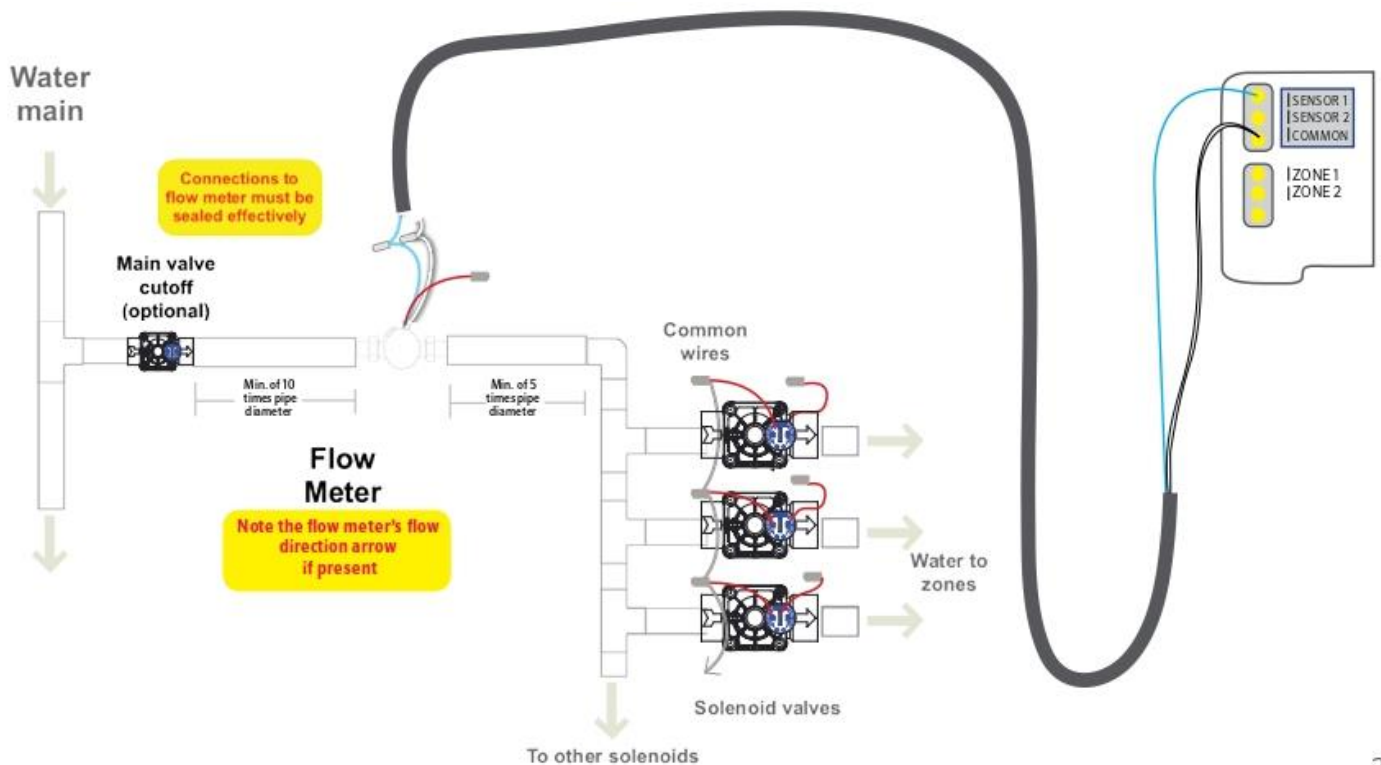 Water
main
Connections to
flow meter must be
sealed effectively
Main valve
cutoff
(optional)
Min. of 10
times pipe
diameter
Min. of 5
times pipe
diameter
Flow
Meter
Note the flow meter's flow
direction arrow
if present
Common
wires
Water to
zones
Solenoid valves
To other solenoids
SENSOR 1
SENSOR 2
COMMON
ZONE 1
ZONE 2